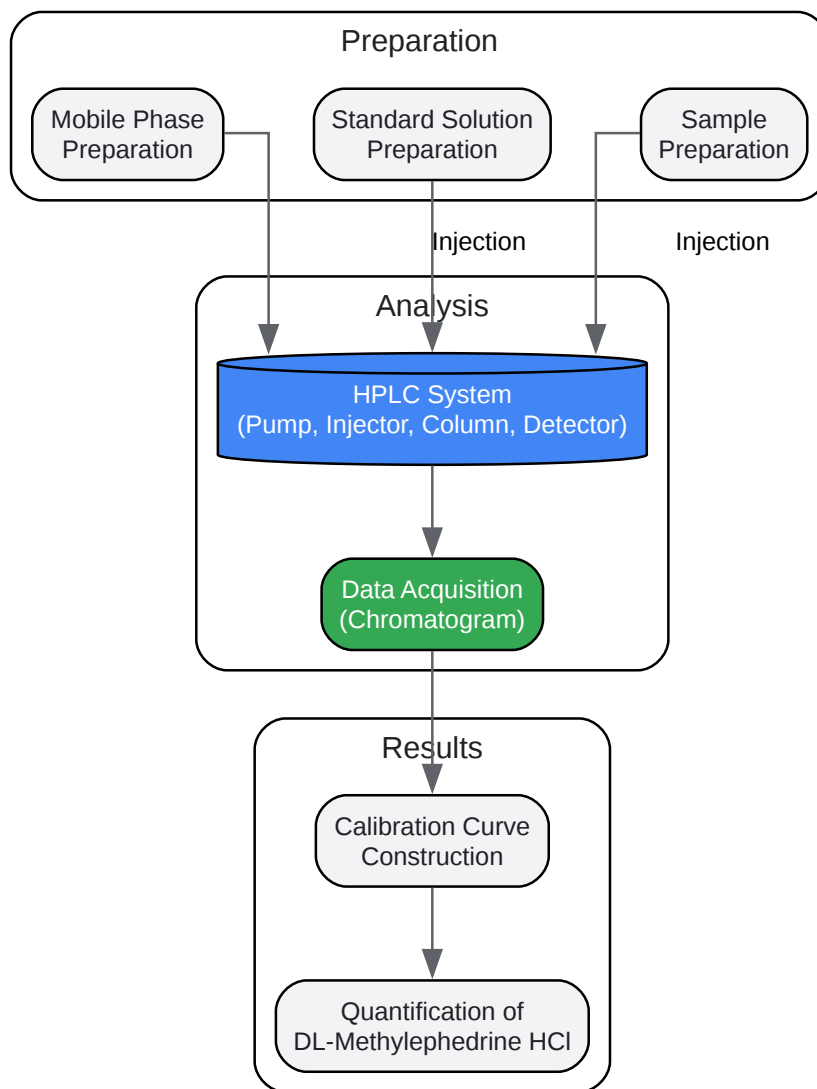 Preparation
Mobile Phase
Preparation
Standard Solution
Preparation
Sample
Preparation
Injection
Injection
Analysis
HPLC System
(Pump, Injector, Column, Detector)
Data Acquisition
(Chromatogram)
Results
Calibration Curve
Construction
Quantification of
DL-Methylephedrine HCl